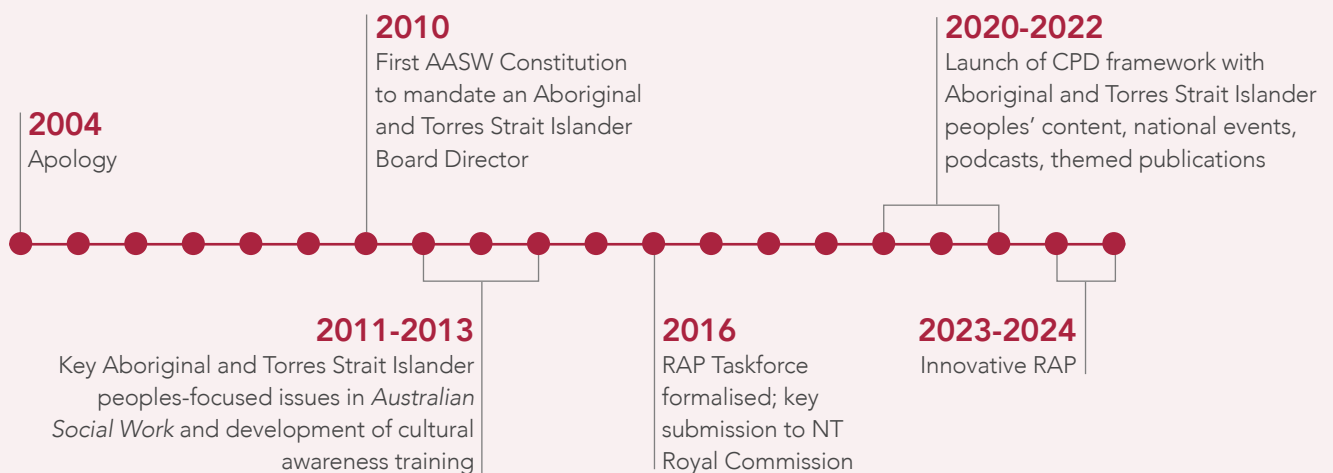 2004
Apology
2010
First AASW Constitution
to mandate an Aboriginal
and Torres Strait Islander
Board Director
2011-2013
Key Aboriginal and Torres Strait Islander
peoples-focused issues in Australian
Social Work and development of cultural
awareness training
2016
RAP Taskforce
formalised; key
submission to NT
Royal Commission
2020-2022
Launch of CPD framework with
Aboriginal and Torres Strait Islander
peoples’ content, national events,
podcasts, themed publications
2023-2024
Innovative RAP